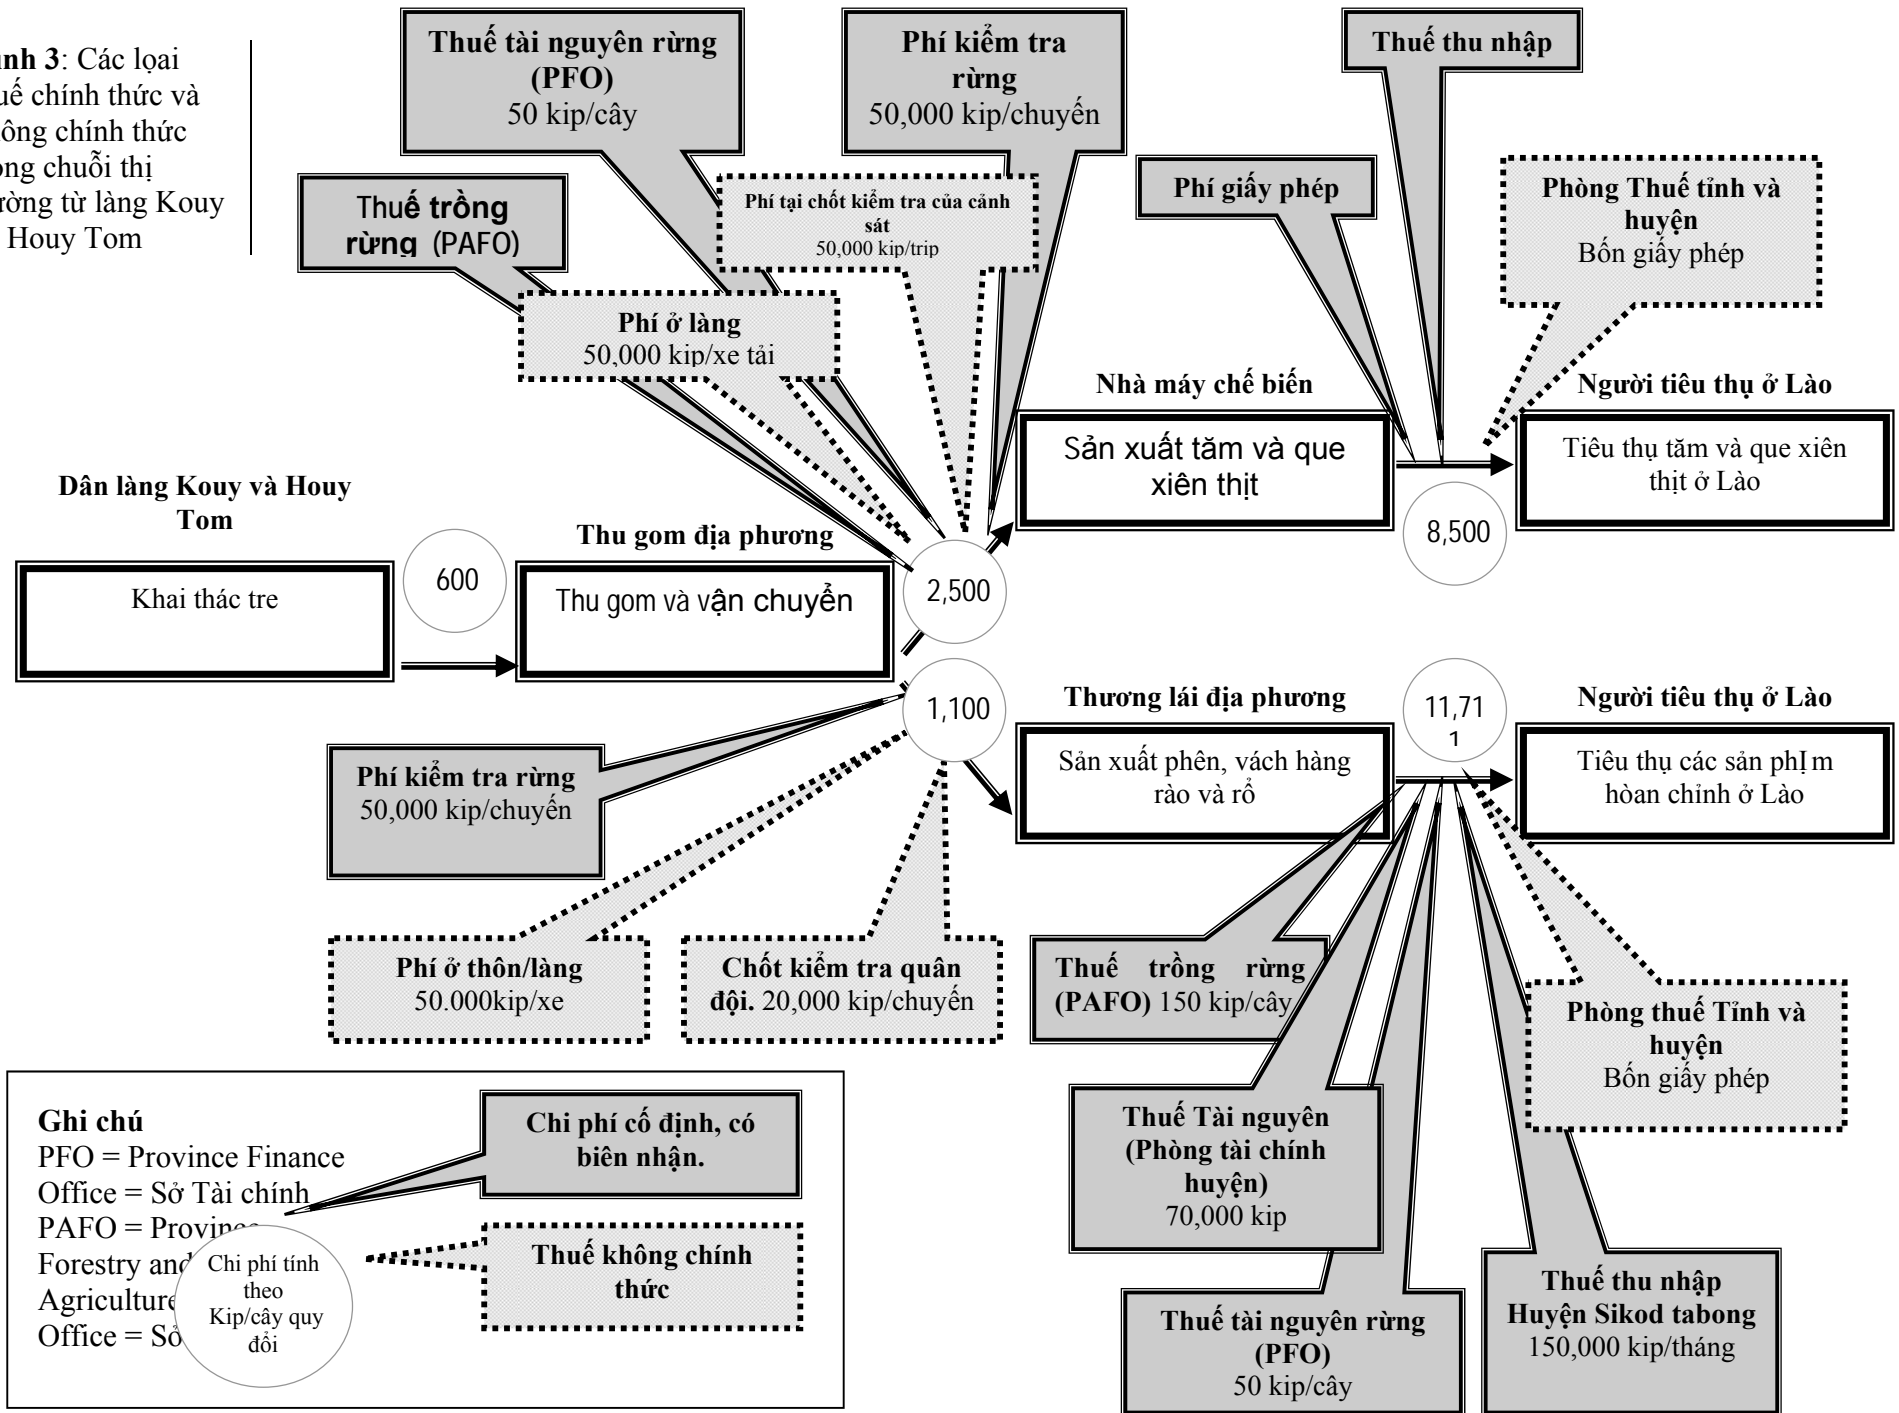 nh 3: Các lọai
uế chính thức và
ông chính thức
ong chuỗi thị
ường từ làng Kouy
Houy Tom
Thuế tài nguyên rừng
(PFO)
50 kip/cây
Phí kiểm tra
rừng
50,000 kip/chuyến
Thuế thu nhập
Thuế trồng
rừng (PAFO)
Phí tại chốt kiểm tra của cảnh
sát
50,000 kip/trip
Phí giấy phép
Phòng Thuế tỉnh và
huyện
Bốn giấy phép
Phí ở làng
50,000 kip/xe tải
Nhà máy chế biến
Sản xuất tăm và que
xiên thịt
Người tiêu thụ ở Lào
Tiêu thụ tăm và que xiên
thịt ở Lào
8,500
Dân làng Kouy và Houy
Tom
Khai thác tre
600
Thu gom địa phương
Thu gom và vận chuyển
2,500
1,100
Thương lái địa phương
Sản xuất phên, vách hàng
rào và rổ
11,71
1
Người tiêu thụ ở Lào
Tiêu thụ các sản phIm
hòan chỉnh ở Lào
Phí kiểm tra rừng
50,000 kip/chuyến
Phí ở thôn/làng
50.000kip/xe
Chốt kiểm tra quân
đội. 20,000 kip/chuyến
Thuế trồng rừng
(PAFO) 150 kip/cây
Phòng thuế Tỉnh và
huyện
Bốn giấy phép
Thuế Tài nguyên
(Phòng tài chính
huyện)
70,000 kip
Thuế tài nguyên rừng
(PFO)
50 kip/cây
Thuế thu nhập
Huyện Sikod tabong
150,000 kip/tháng
Ghi chú
PFO = Province Finance
Office = Sở Tài chính
PAFO = Province
Forestry and
Agriculture
Office = Sở
Chi phí tính
theo
Kip/cây quy
đổi
Chi phí cố định, có
biên nhận.
Thuế không chính
thức